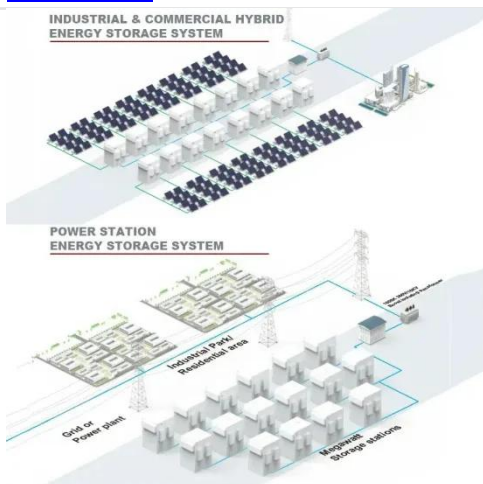 INDUSTRIAL & COMMERCIAL HYBRID
ENERGY STORAGE SYSTEM
POWER STATION
ENERGY STORAGE SYSTEM
Industrial Park/
Residential area
Grid or
Power plant
Megawatt
Storage stations